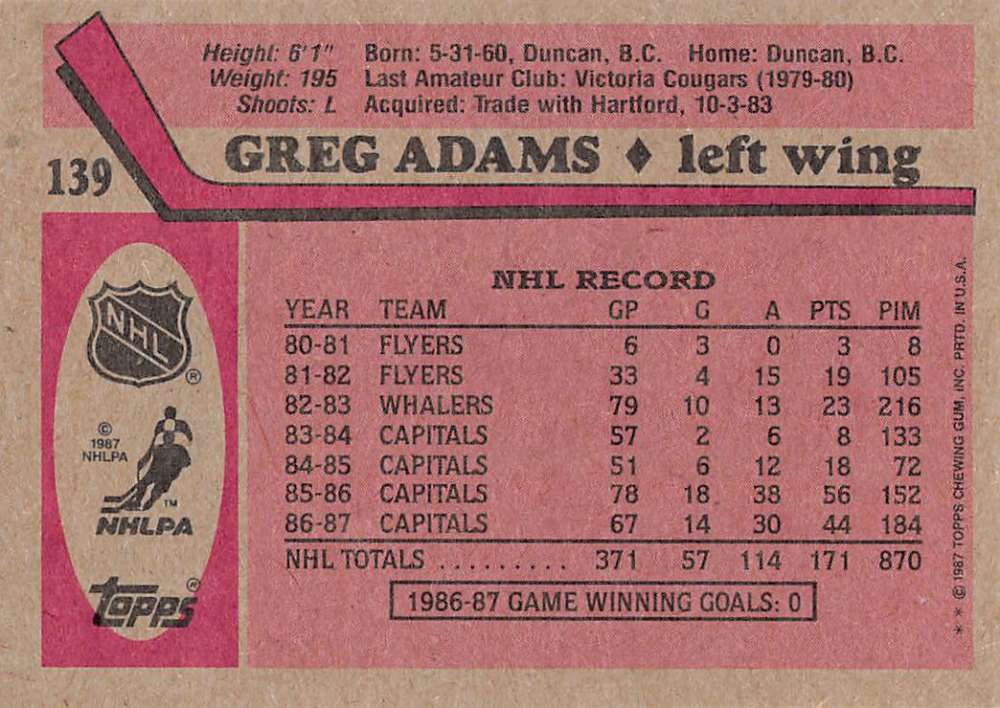 Height: 6'1" Born: 5-31-60, Duncan, B.C. Home: Duncan, B.C.
Weight: 195 Last Amateur Club: Victoria Cougars (1979-80)
Shoots: L Acquired: Trade with Hartford, 10-3-83
139 GREG ADAMS ♦ left wing
NHL RECORD
YEAR TEAM GP G A PTS PIM
80-81 FLYERS 6 3 0 3 8
81-82 FLYERS 33 4 15 19 105
82-83 WHALERS 79 10 13 23 216
83-84 CAPITALS 57 2 6 8 133
84-85 CAPITALS 51 6 12 18 72
85-86 CAPITALS 78 18 38 56 152
86-87 CAPITALS 67 14 30 44 184
NHL TOTALS .......... 371 57 114 171 870
1986-87 GAME WINNING GOALS: 0
NHL ®
©
1987
NHLPA
TM
NHLPA
topps ®
* * © 1987 TOPPS CHEWING GUM, INC. PRTD. IN U.S.A.